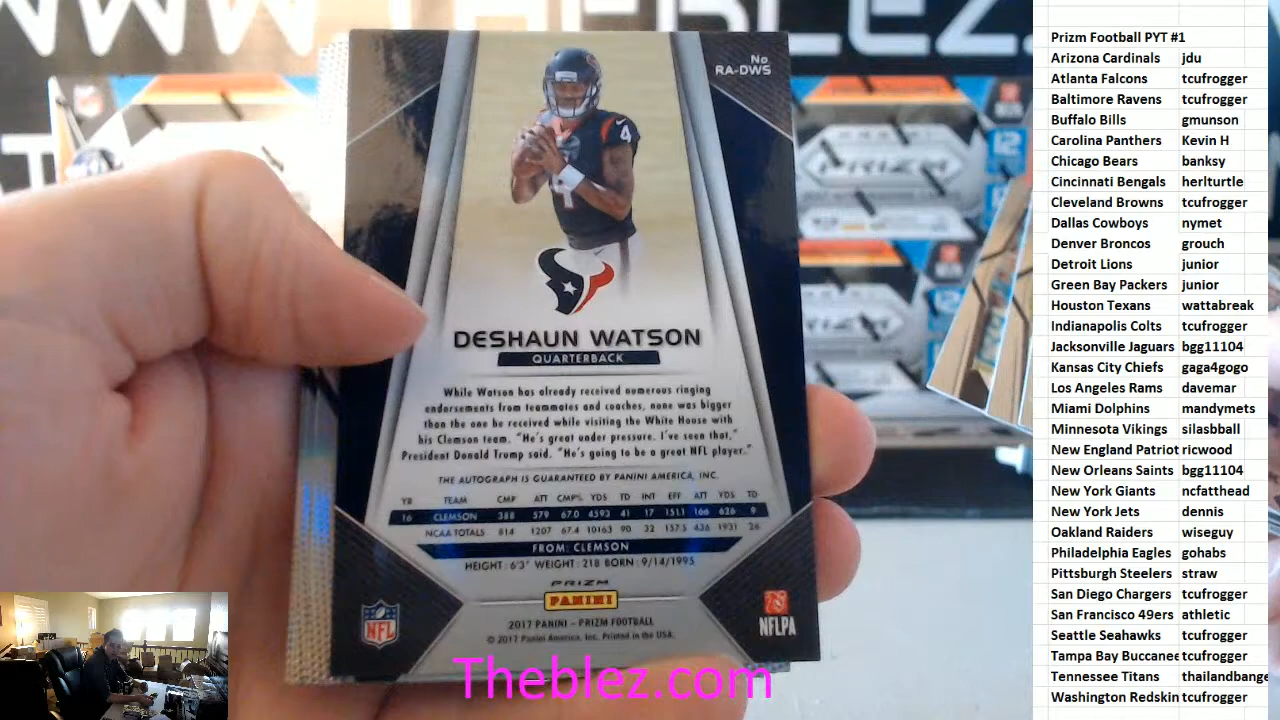 WWW.THEBLEZ.
No
RA-DWS
4
DESHAUN WATSON
QUARTERBACK
While Watson has already received numerous ringing
endorsements from teammates and coaches, none was bigger
than the one he received while visiting the White House with
his Clemson team. "He's great under pressure. I've seen that,"
President Donald Trump said. "He's going to be a great NFL player."
THE AUTOGRAPH IS GUARANTEED BY PANINI AMERICA, INC.
YR TEAM CMP ATT CMP% YDS TD INT EFF ATT YDS TD
16 CLEMSON 388 579 67.0 4593 41 17 151.1 166 626 9
NCAA TOTALS 814 1207 67.4 10163 90 32 157.5 436 1931 26
FROM: CLEMSON
HEIGHT: 6'3" WEIGHT: 218 BORN: 9/14/1995
PRIZM
PANINI
2017 PANINI – PRIZM FOOTBALL
© 2017 Panini America, Inc. Printed in the USA.
NFL
NFLPA
PRIZM
12
Theblez.com
Prizm Football PYT #1
Arizona Cardinals jdu
Atlanta Falcons tcufrogger
Baltimore Ravens tcufrogger
Buffalo Bills gmunson
Carolina Panthers Kevin H
Chicago Bears banksy
Cincinnati Bengals herlturtle
Cleveland Browns tcufrogger
Dallas Cowboys nymet
Denver Broncos grouch
Detroit Lions junior
Green Bay Packers junior
Houston Texans wattabreak
Indianapolis Colts tcufrogger
Jacksonville Jaguars bgg11104
Kansas City Chiefs gaga4gogo
Los Angeles Rams davemar
Miami Dolphins mandymets
Minnesota Vikings silasbball
New England Patriot ricwood
New Orleans Saints bgg11104
New York Giants ncfatthead
New York Jets dennis
Oakland Raiders wiseguy
Philadelphia Eagles gohabs
Pittsburgh Steelers straw
San Diego Chargers tcufrogger
San Francisco 49ers athletic
Seattle Seahawks tcufrogger
Tampa Bay Buccanee tcufrogger
Tennessee Titans thailandbange
Washington Redskin tcufrogger